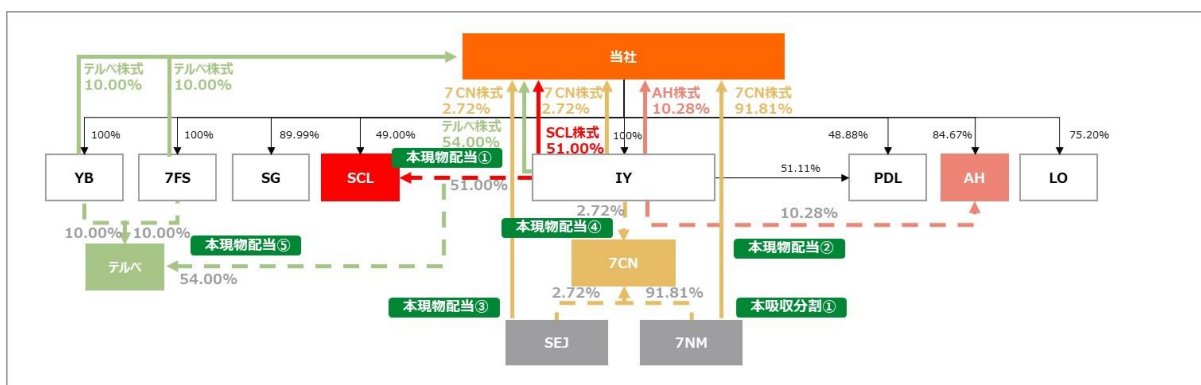 当社
テルベ株式
10.00%
テルベ株式
10.00%
7CN株式
2.72%
7CN株式
2.72%
AH株式
10.28%
7CN株式
91.81%
テルベ株式
54.00%
SCL株式
51.00%
100%
100%
89.99%
49.00%
100%
48.88%
84.67%
75.20%
本現物配当①
YB
7FS
SG
SCL
51.00%
IY
51.11%
PDL
AH
LO
10.00%
10.00%
本現物配当⑤
2.72%
本現物配当④
10.28%
本現物配当②
テルベ
54.00%
7CN
本現物配当③
2.72%
91.81%
本吸収分割①
SEJ
7NM